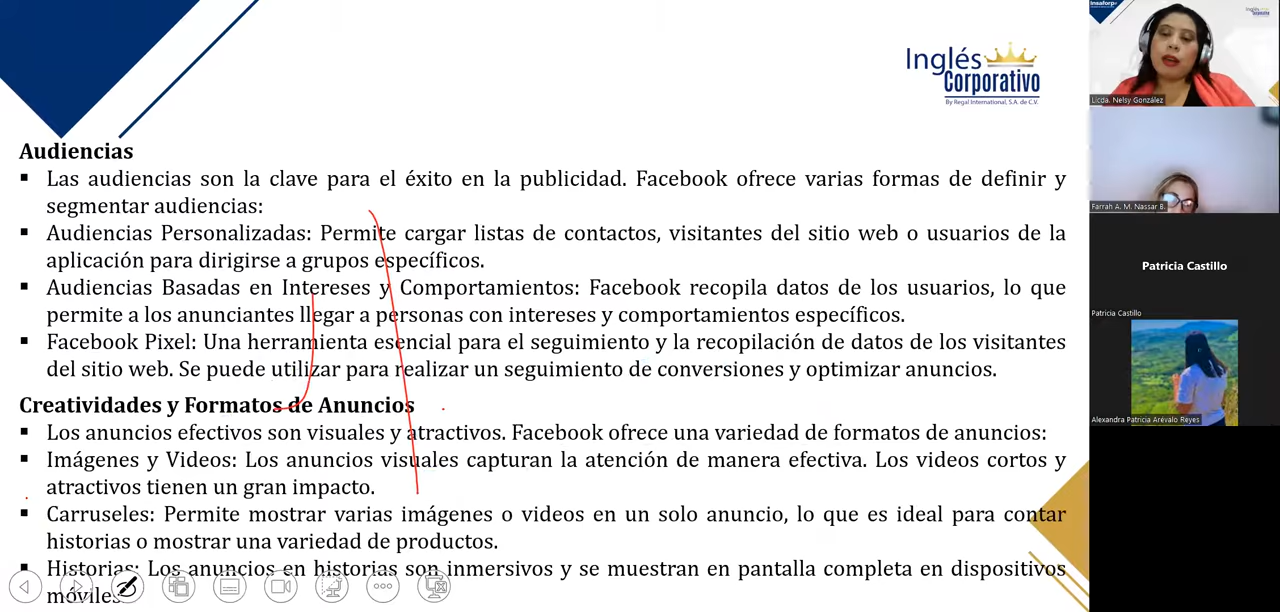 Inglés
Corporativo
By Regal International, S.A. de C.V.
Audiencias
▪ Las audiencias son la clave para el éxito en la publicidad. Facebook ofrece varias formas de definir y
segmentar audiencias:
▪ Audiencias Personalizadas: Permite cargar listas de contactos, visitantes del sitio web o usuarios de la
aplicación para dirigirse a grupos específicos.
▪ Audiencias Basadas en Intereses y Comportamientos: Facebook recopila datos de los usuarios, lo que
permite a los anunciantes llegar a personas con intereses y comportamientos específicos.
▪ Facebook Pixel: Una herramienta esencial para el seguimiento y la recopilación de datos de los visitantes
del sitio web. Se puede utilizar para realizar un seguimiento de conversiones y optimizar anuncios.
Creatividades y Formatos de Anuncios
▪ Los anuncios efectivos son visuales y atractivos. Facebook ofrece una variedad de formatos de anuncios:
▪ Imágenes y Videos: Los anuncios visuales capturan la atención de manera efectiva. Los videos cortos y
atractivos tienen un gran impacto.
▪ Carruseles: Permite mostrar varias imágenes o videos en un solo anuncio, lo que es ideal para contar
historias o mostrar una variedad de productos.
▪ Historias: Los anuncios en historias son inmersivos y se muestran en pantalla completa en dispositivos
móviles
Insaforp
Licda. Nelsy González
Farrah A. M. Nassar B.
Patricia Castillo
Patricia Castillo
Alexandra Patricia Arévalo Reyes